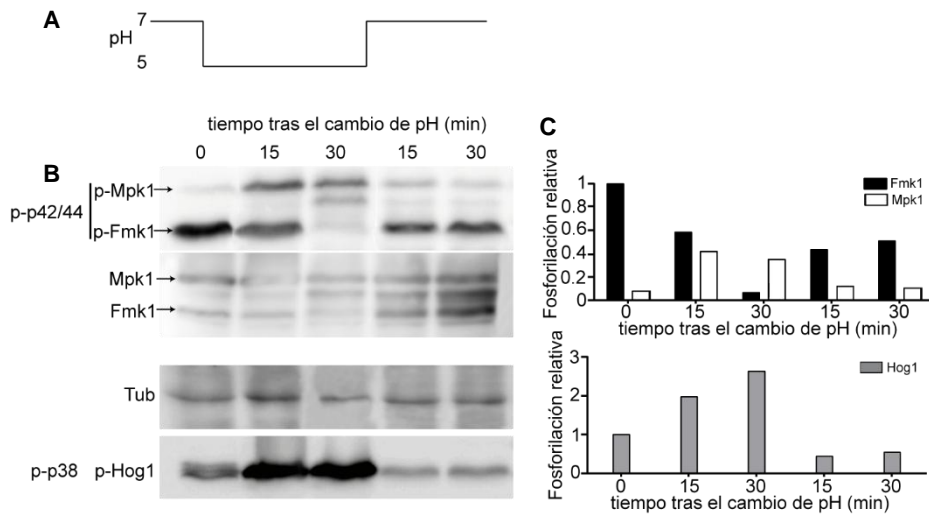 A
7
pH
5
tiempo tras el cambio de pH (min)
0 15 30 15 30
B
p-Mpk1
p-p42/44
p-Fmk1
Mpk1
Fmk1
Tub
p-p38 p-Hog1
C
Fosforilación relativa
1
0.8
0.6
0.4
0.2
0
Fmk1
Mpk1
0 15 30 15 30
tiempo tras el cambio de pH (min)
Fosforilación relativa
3
2
1
0
Hog1
0 15 30 15 30
tiempo tras el cambio de pH (min)